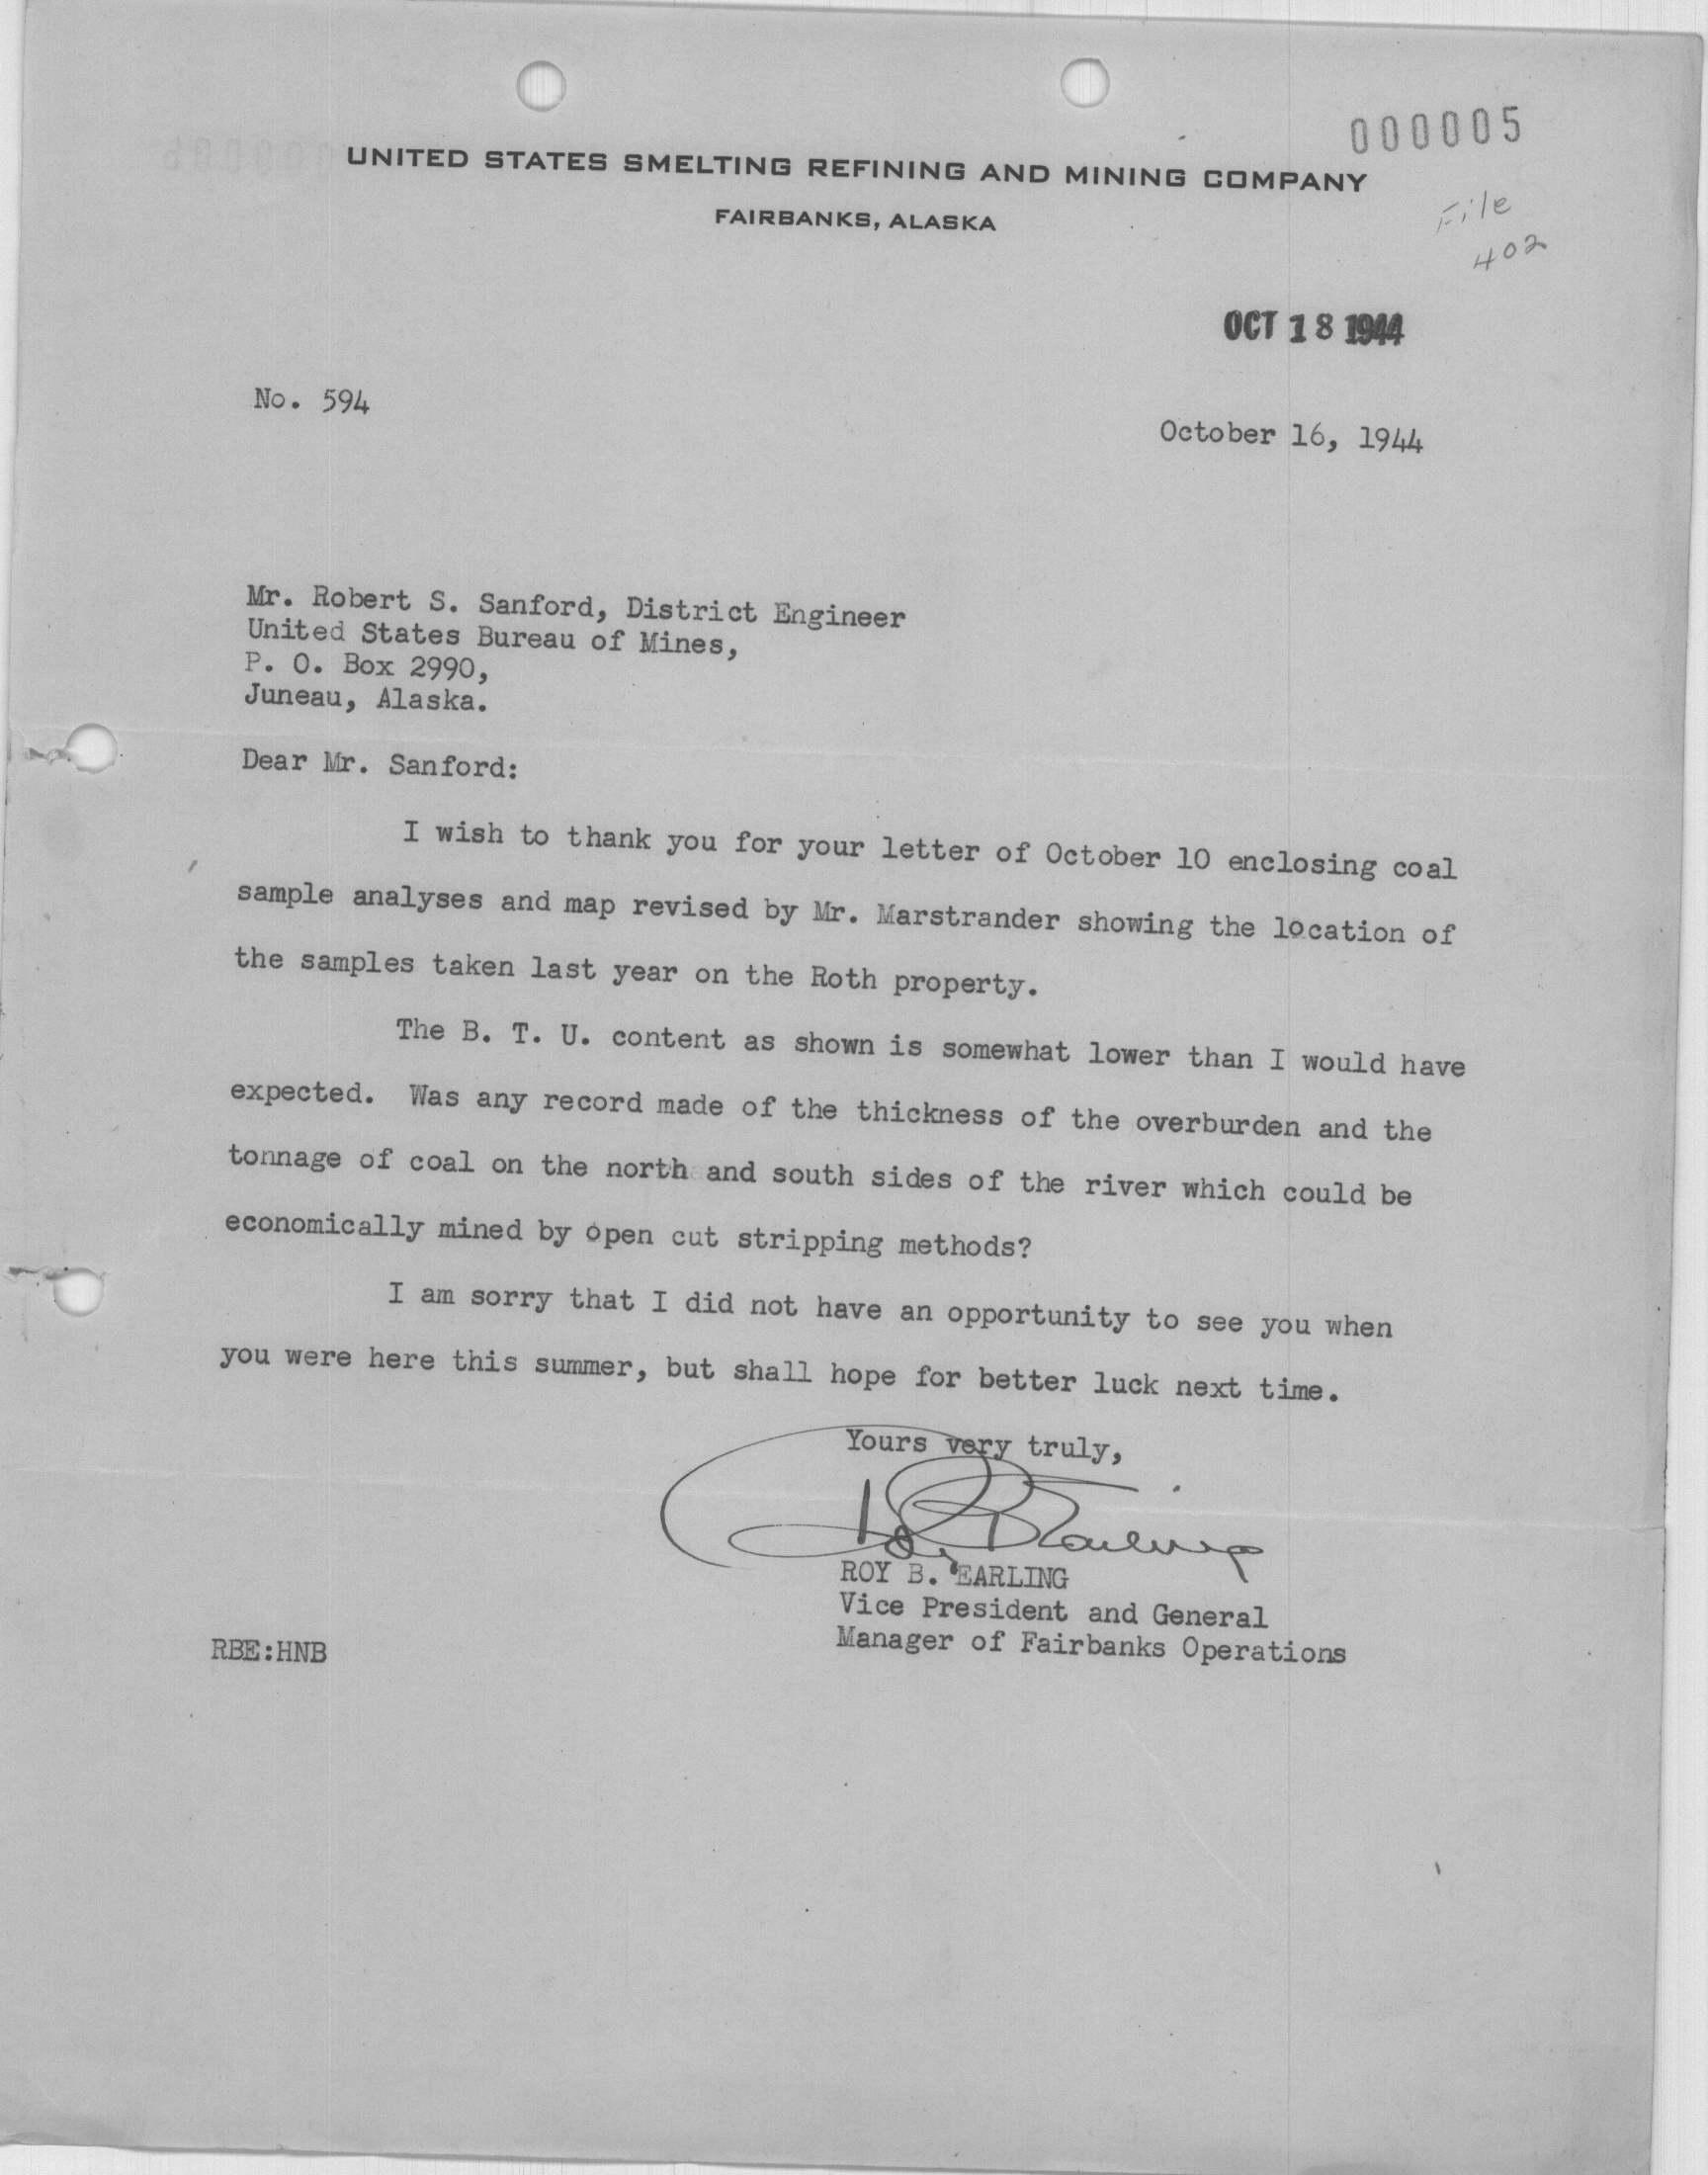 000005
UNITED STATES SMELTING REFINING AND MINING COMPANY
FAIRBANKS, ALASKA
File
402
OCT 18 1944
No. 594
October 16, 1944
Mr. Robert S. Sanford, District Engineer
United States Bureau of Mines,
P. O. Box 2990,
Juneau, Alaska.
Dear Mr. Sanford:
I wish to thank you for your letter of October 10 enclosing coal
sample analyses and map revised by Mr. Marstrander showing the location of
the samples taken last year on the Roth property.
The B. T. U. content as shown is somewhat lower than I would have
expected. Was any record made of the thickness of the overburden and the
tonnage of coal on the north and south sides of the river which could be
economically mined by open cut stripping methods?
I am sorry that I did not have an opportunity to see you when
you were here this summer, but shall hope for better luck next time.
Yours very truly,
Roy B Earling
ROY B. EARLING
Vice President and General
Manager of Fairbanks Operations
RBE:HNB